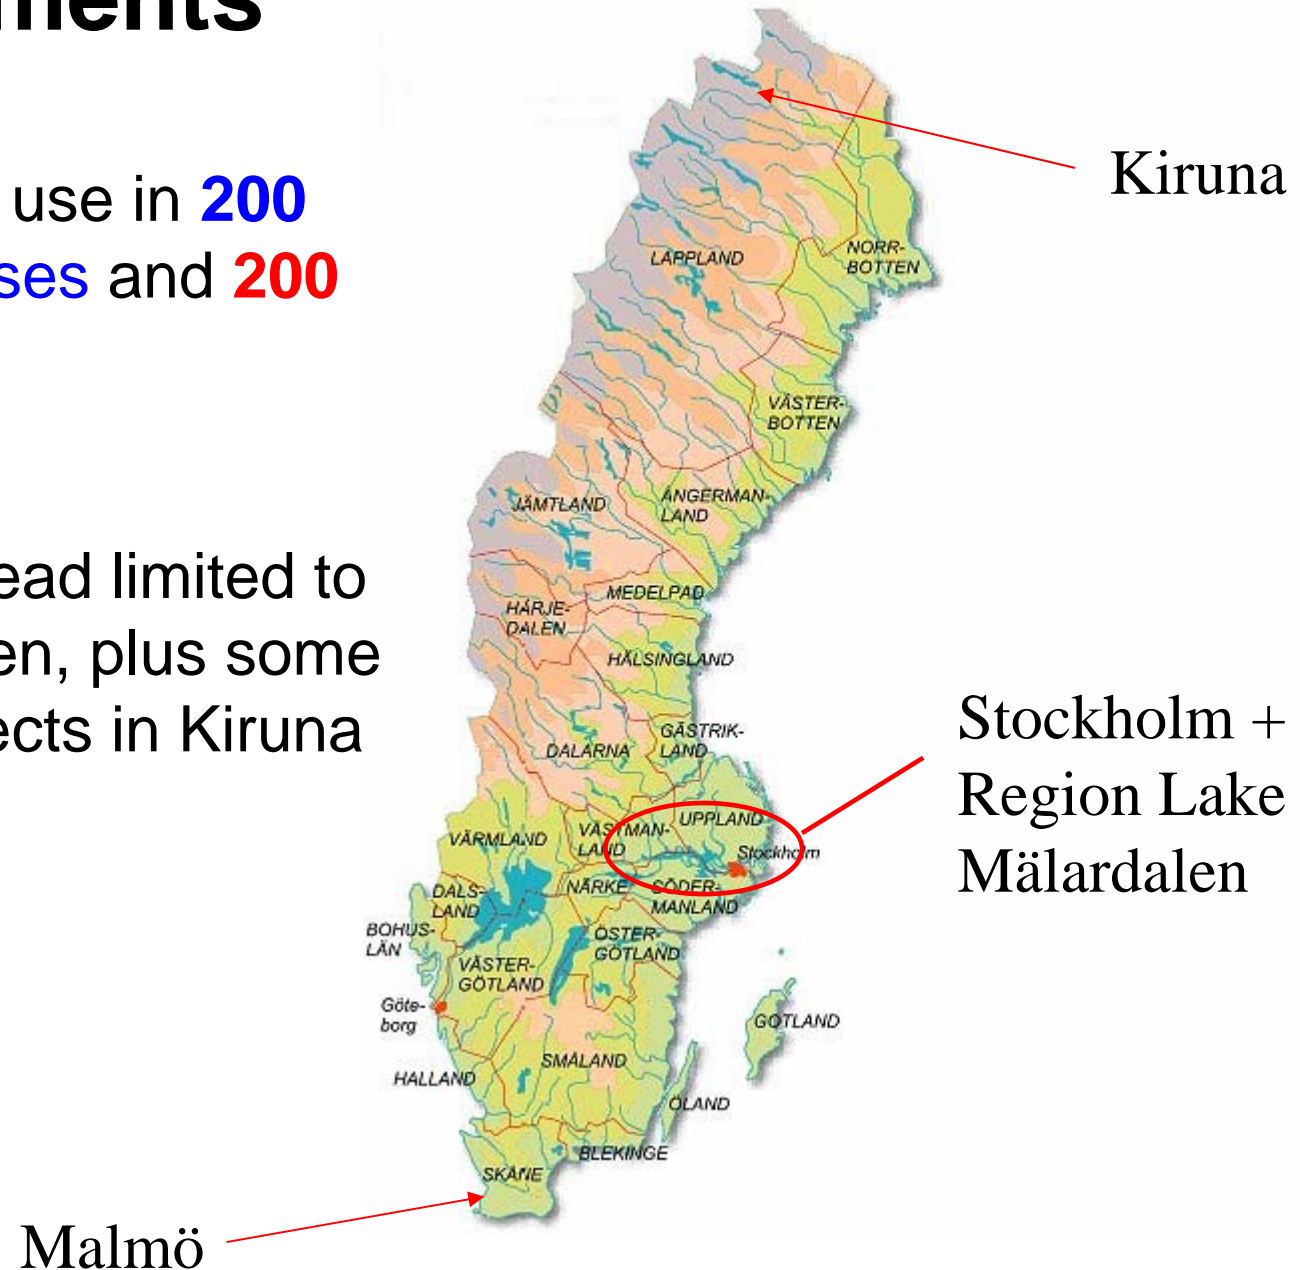 ments
use in 200
ses and 200
ead limited to
en, plus some
ects in Kiruna
Kiruna
LAPPLAND
NORR-
BOTTEN
VÄSTER-
BOTTEN
JÄMTLAND
ÅNGERMAN-
LAND
MEDELPAD
HÄRJE-
DALEN
HÄLSINGLAND
GÄSTRIK-
LAND
DALARNA
Stockholm +
Region Lake
Mälardalen
UPPLAND
VÄSTMAN-
LAND
VÄRMLAND
Stockholm
NÄRKE
SÖDER-
MANLAND
DALS-
LAND
BOHUS-
LÄN
ÖSTER-
GÖTLAND
VÄSTER-
GÖTLAND
Göte-
borg
GOTLAND
SMÅLAND
HALLAND
ÖLAND
BLEKINGE
SKÅNE
Malmö